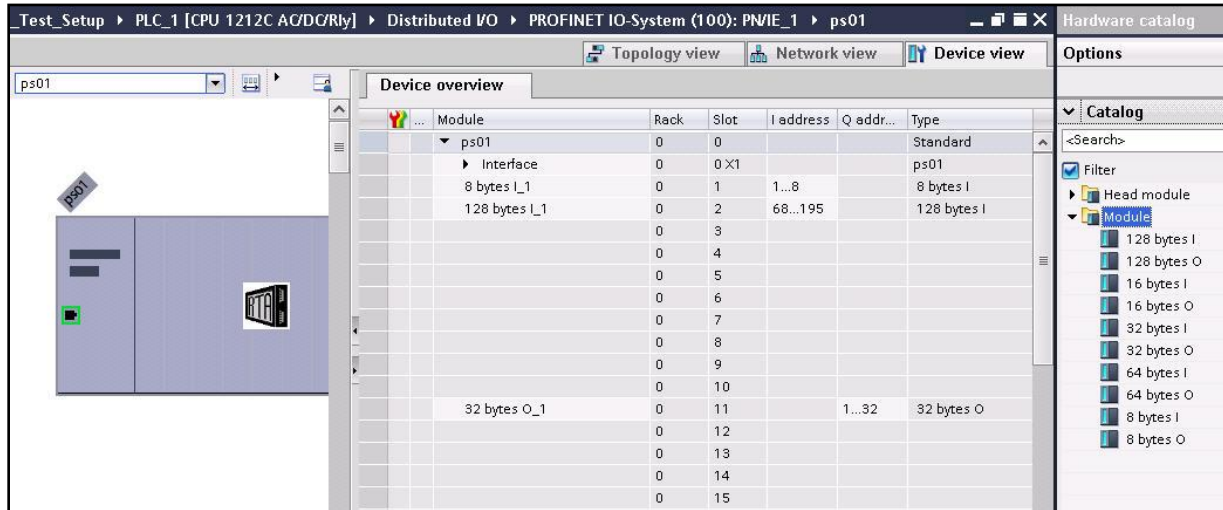 _Test_Setup ▸ PLC_1 [CPU 1212C AC/DC/Rly] ▸ Distributed I/O ▸ PROFINET IO-System (100): PN/IE_1 ▸ ps01
Hardware catalog
Topology view Network view Device view
Options
ps01
Device overview
... Module Rack Slot I address Q addr... Type
ps01 0 0 Standard
Interface 0 0 X1 ps01
8 bytes I_1 0 1 1...8 8 bytes I
128 bytes I_1 0 2 68...195 128 bytes I
0 3
0 4
0 5
0 6
0 7
0 8
0 9
0 10
32 bytes O_1 0 11 1...32 32 bytes O
0 12
0 13
0 14
0 15
ps01
RTA
Catalog
<Search>
Filter
Head module
Module
128 bytes I
128 bytes O
16 bytes I
16 bytes O
32 bytes I
32 bytes O
64 bytes I
64 bytes O
8 bytes I
8 bytes O